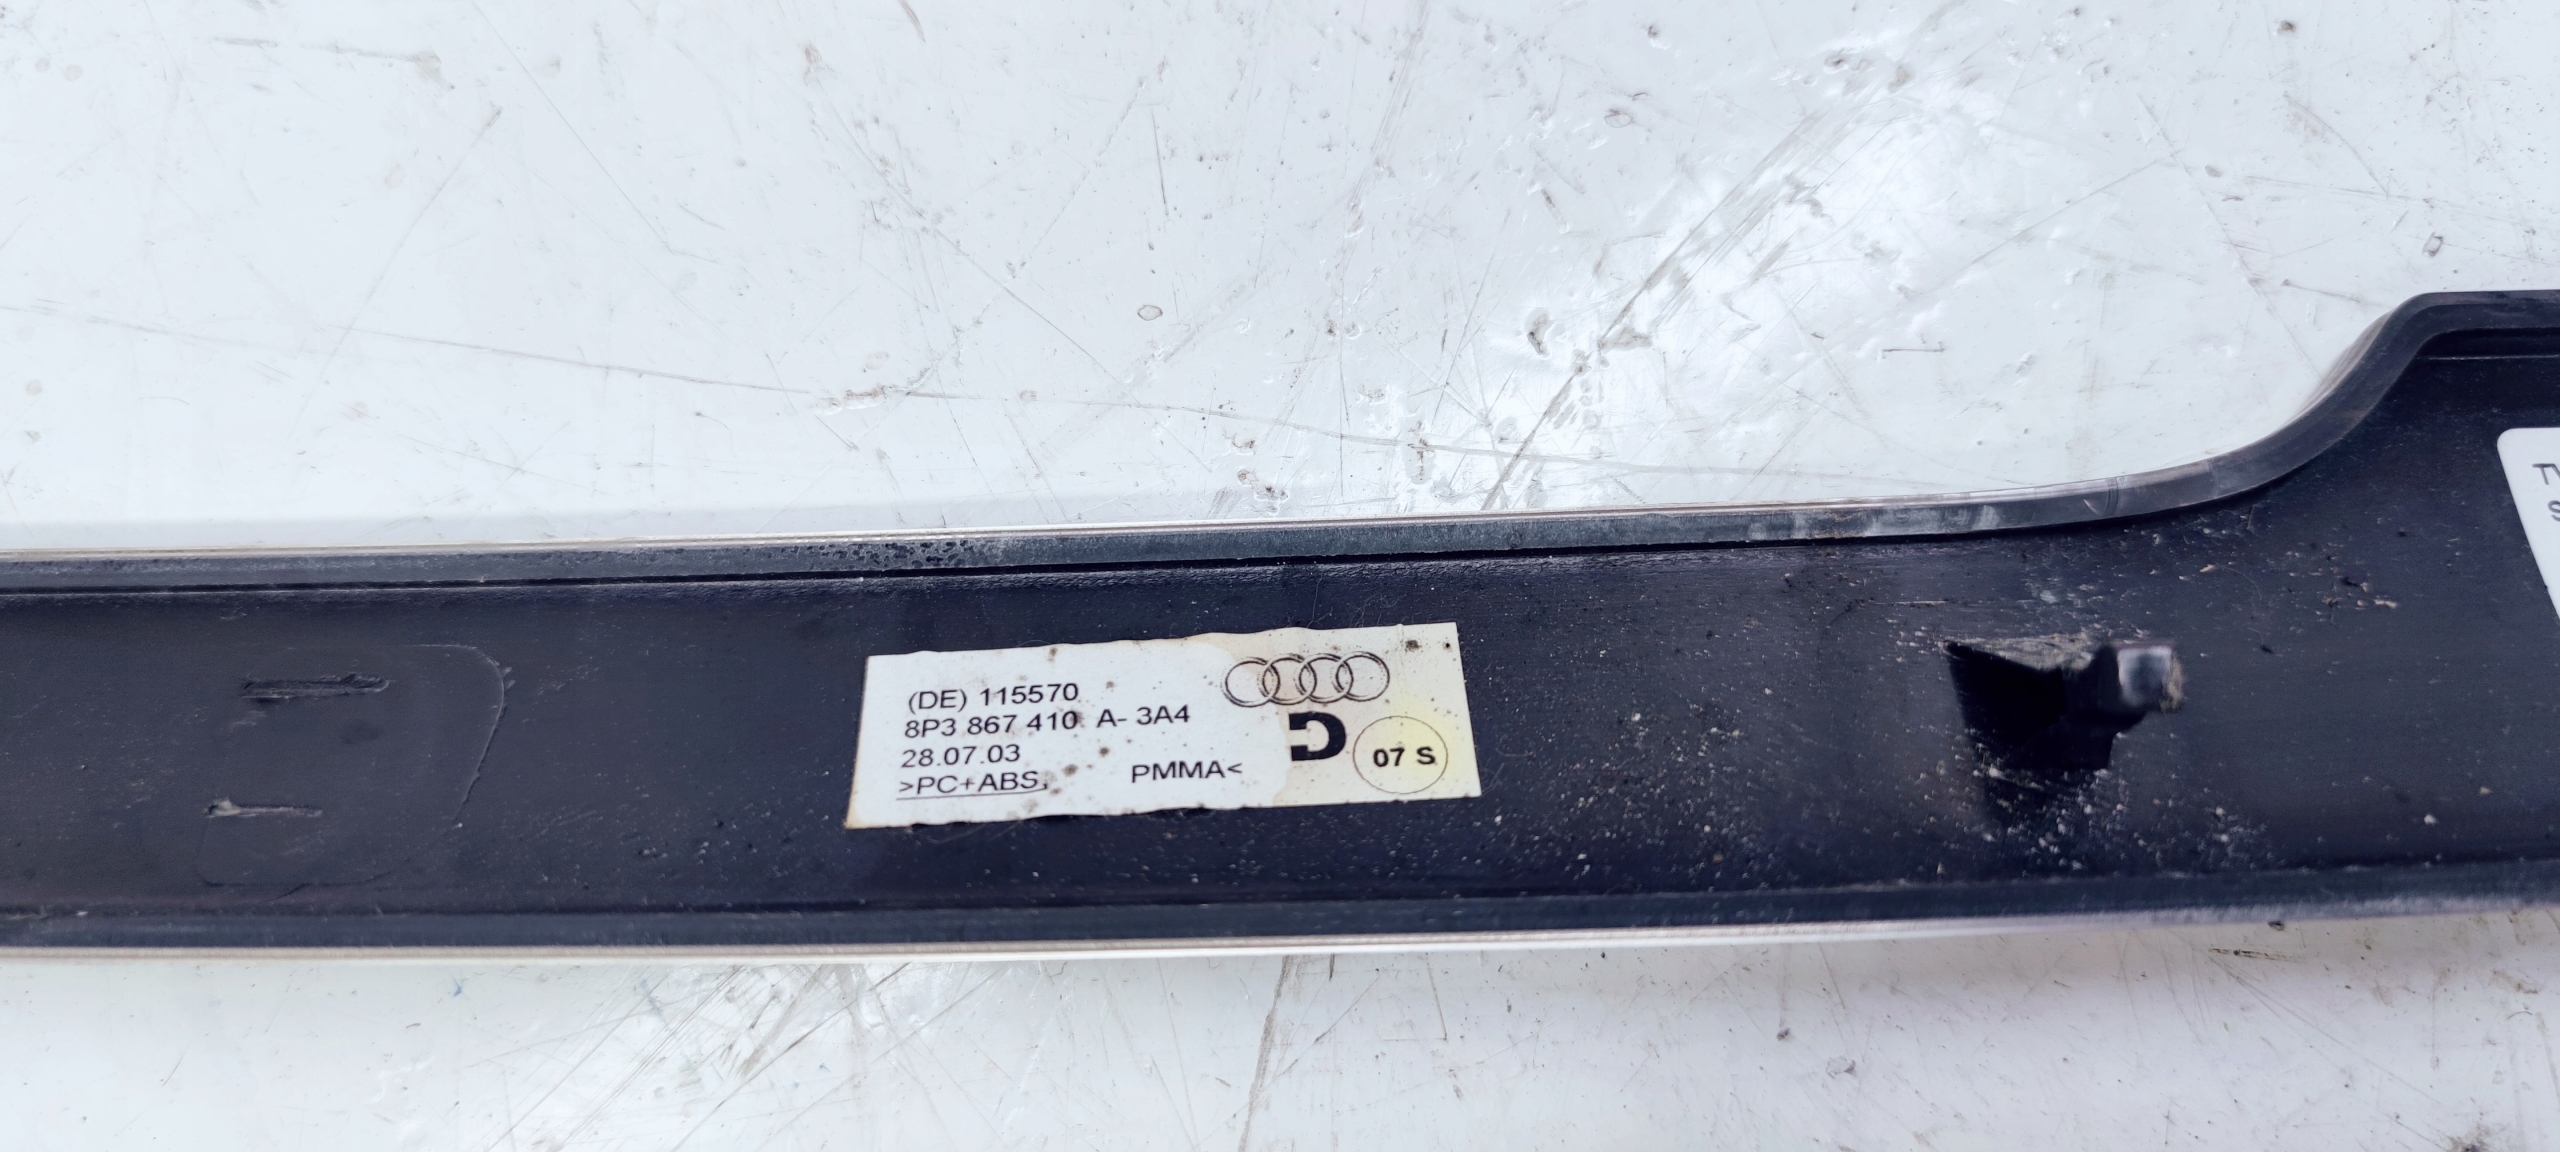 (DE) 115570
8P3 867 410 A- 3A4
28.07.03
>PC+ABS, PMMA<
07 S